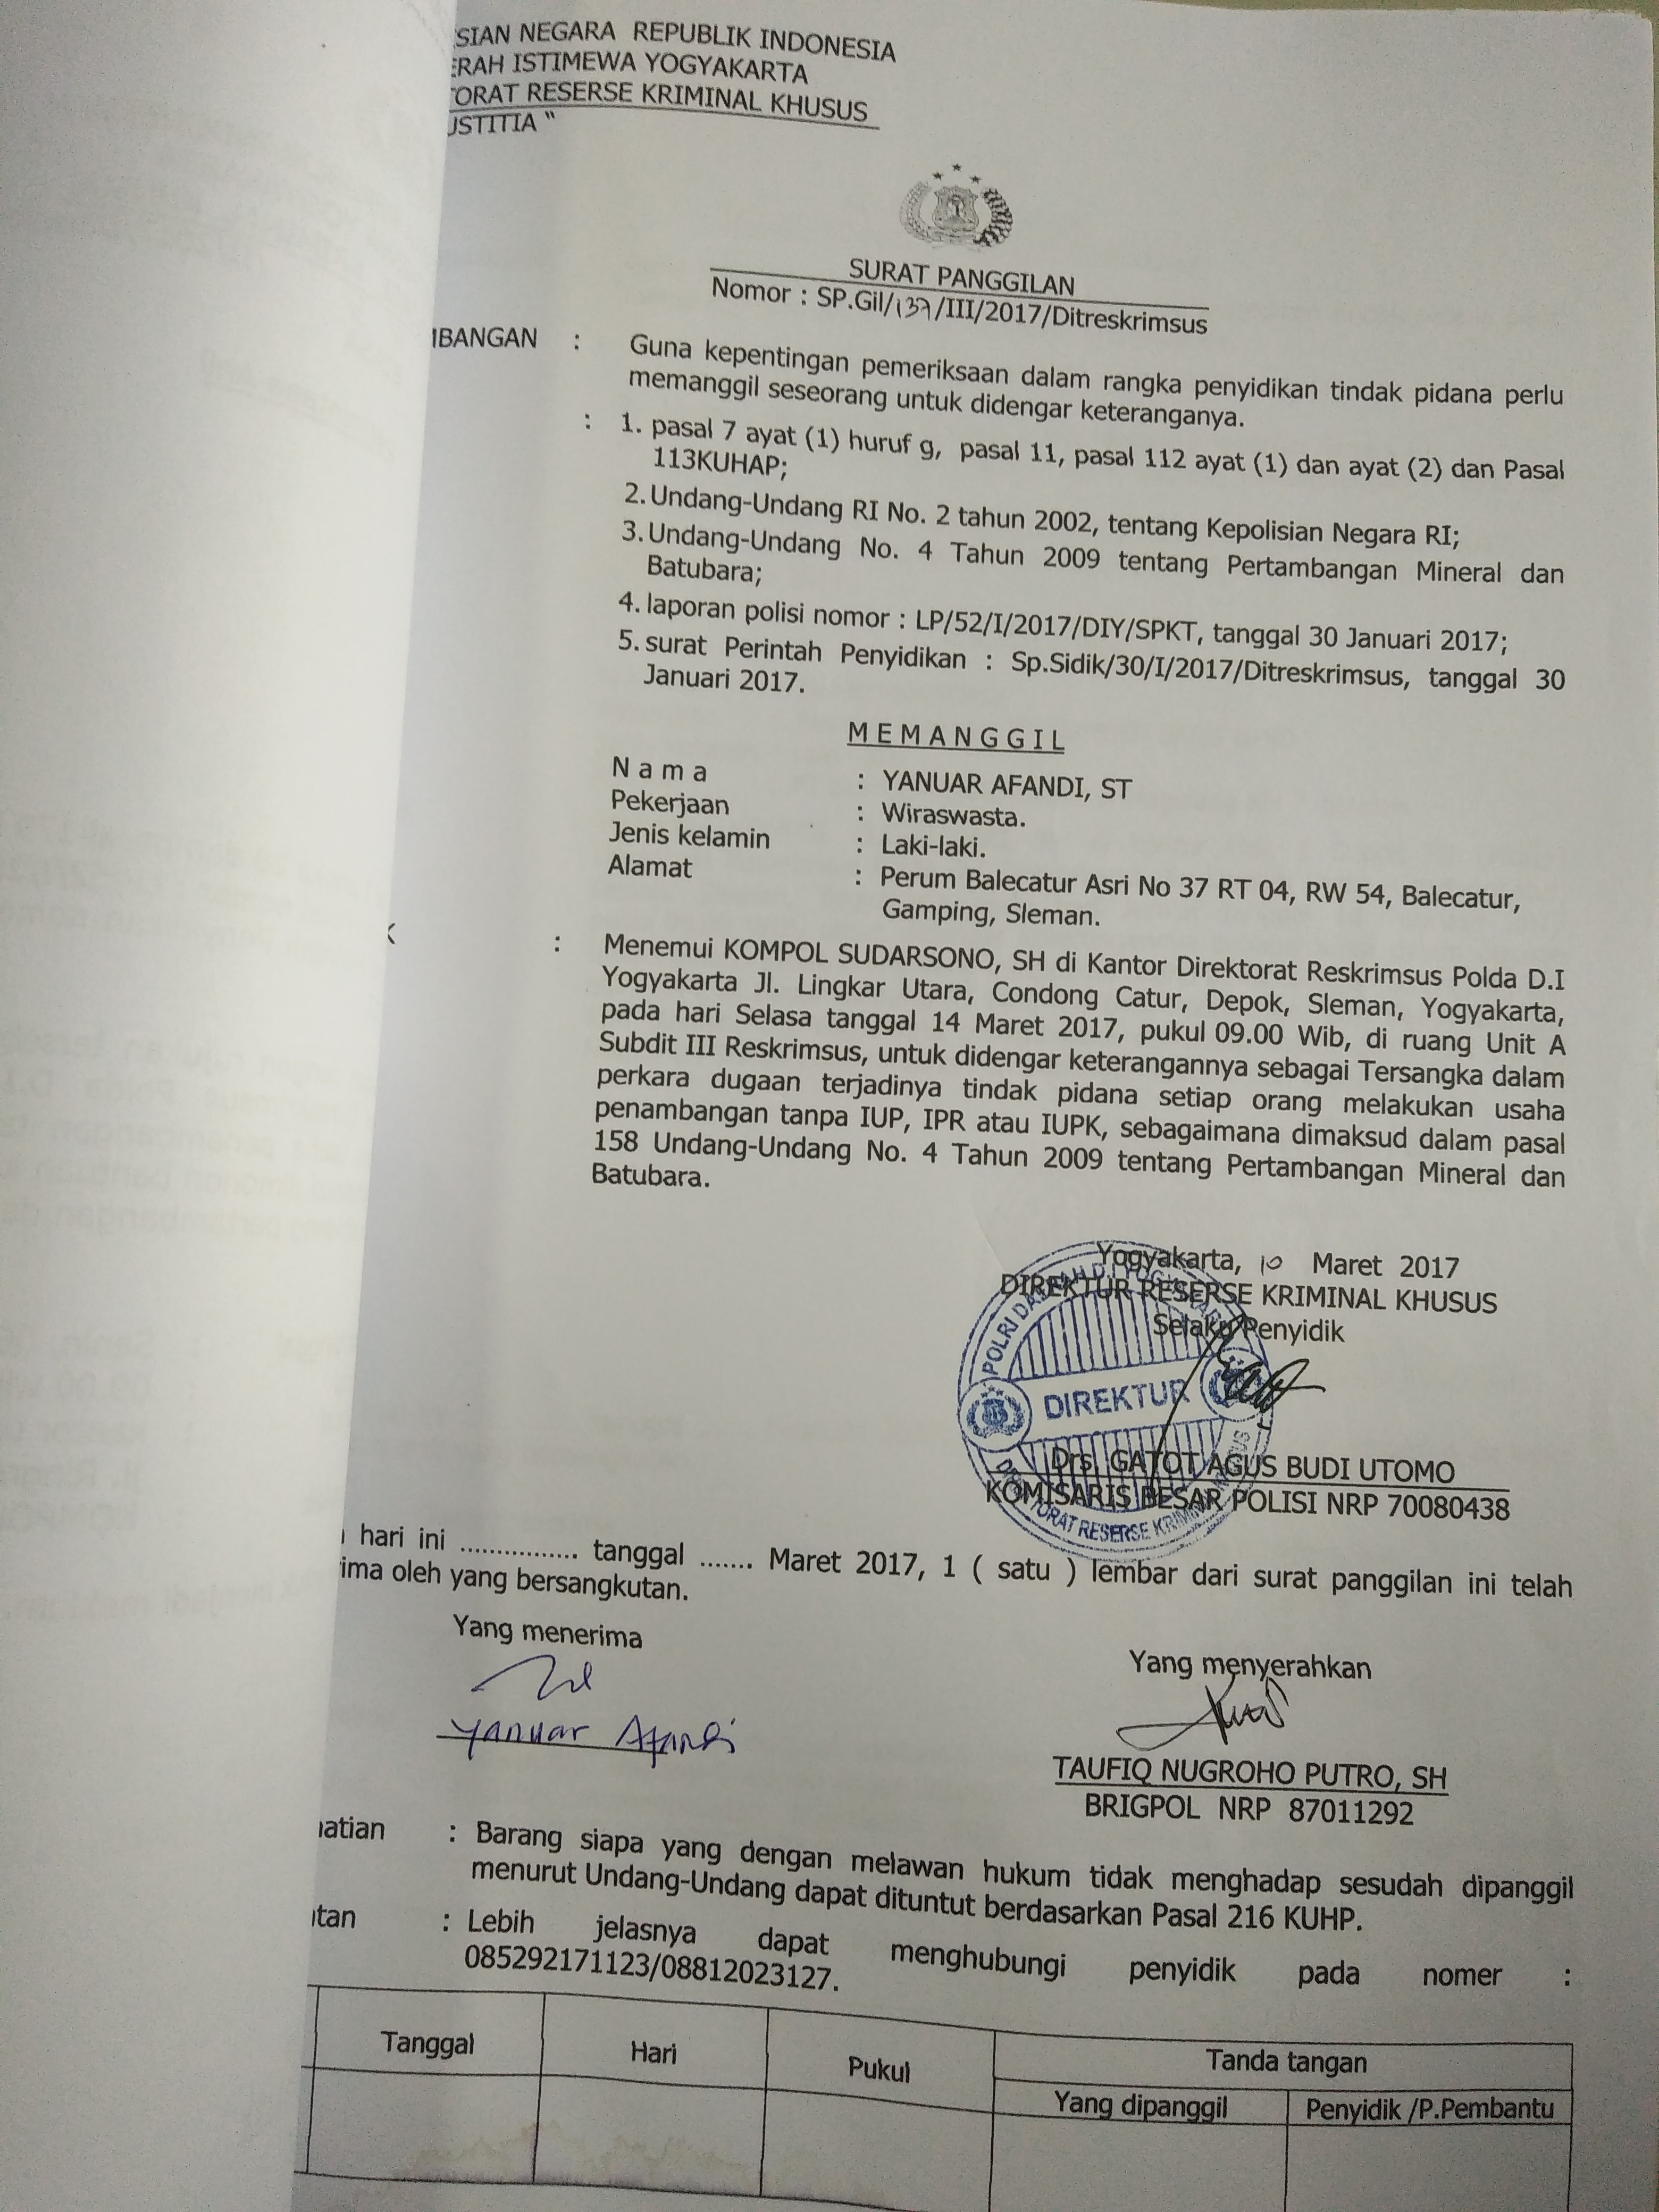 SIAN NEGARA REPUBLIK INDONESIA
ERAH ISTIMEWA YOGYAKARTA
TORAT RESERSE KRIMINAL KHUSUS
USTITIA "
SURAT PANGGILAN
Nomor : SP.Gil/137/III/2017/Ditreskrimsus
MBANGAN : Guna kepentingan pemeriksaan dalam rangka penyidikan tindak pidana perlu
memanggil seseorang untuk didengar keteranganya.
: 1. pasal 7 ayat (1) huruf g, pasal 11, pasal 112 ayat (1) dan ayat (2) dan Pasal
113KUHAP;
2. Undang-Undang RI No. 2 tahun 2002, tentang Kepolisian Negara RI;
3. Undang-Undang No. 4 Tahun 2009 tentang Pertambangan Mineral dan
Batubara;
4. laporan polisi nomor : LP/52/I/2017/DIY/SPKT, tanggal 30 Januari 2017;
5. surat Perintah Penyidikan : Sp.Sidik/30/I/2017/Ditreskrimsus, tanggal 30
Januari 2017.
M E M A N G G I L
N a m a : YANUAR AFANDI, ST
Pekerjaan : Wiraswasta.
Jenis kelamin : Laki-laki.
Alamat : Perum Balecatur Asri No 37 RT 04, RW 54, Balecatur,
Gamping, Sleman.
K : Menemui KOMPOL SUDARSONO, SH di Kantor Direktorat Reskrimsus Polda D.I
Yogyakarta Jl. Lingkar Utara, Condong Catur, Depok, Sleman, Yogyakarta,
pada hari Selasa tanggal 14 Maret 2017, pukul 09.00 Wib, di ruang Unit A
Subdit III Reskrimsus, untuk didengar keterangannya sebagai Tersangka dalam
perkara dugaan terjadinya tindak pidana setiap orang melakukan usaha
penambangan tanpa IUP, IPR atau IUPK, sebagaimana dimaksud dalam pasal
158 Undang-Undang No. 4 Tahun 2009 tentang Pertambangan Mineral dan
Batubara.
Yogyakarta, 10 Maret 2017
DIREKTUR RESERSE KRIMINAL KHUSUS
Selaku Penyidik
DIREKTUR
DIREKTORAT RESERSE KRIMINAL KHUSUS
Drs. GATOT AGUS BUDI UTOMO
KOMISARIS BESAR POLISI NRP 70080438
hari ini ................ tanggal ....... Maret 2017, 1 ( satu ) lembar dari surat panggilan ini telah
ima oleh yang bersangkutan.
Yang menerima
Yanuar Afandi
Yang menyerahkan
TAUFIQ NUGROHO PUTRO, SH
BRIGPOL NRP 87011292
hatian : Barang siapa yang dengan melawan hukum tidak menghadap sesudah dipanggil
menurut Undang-Undang dapat dituntut berdasarkan Pasal 216 KUHP.
atan : Lebih jelasnya dapat menghubungi penyidik pada nomer :
085292171123/08812023127.
Tanggal Hari Pukul Tanda tangan
Yang dipanggil Penyidik /P.Pembantu